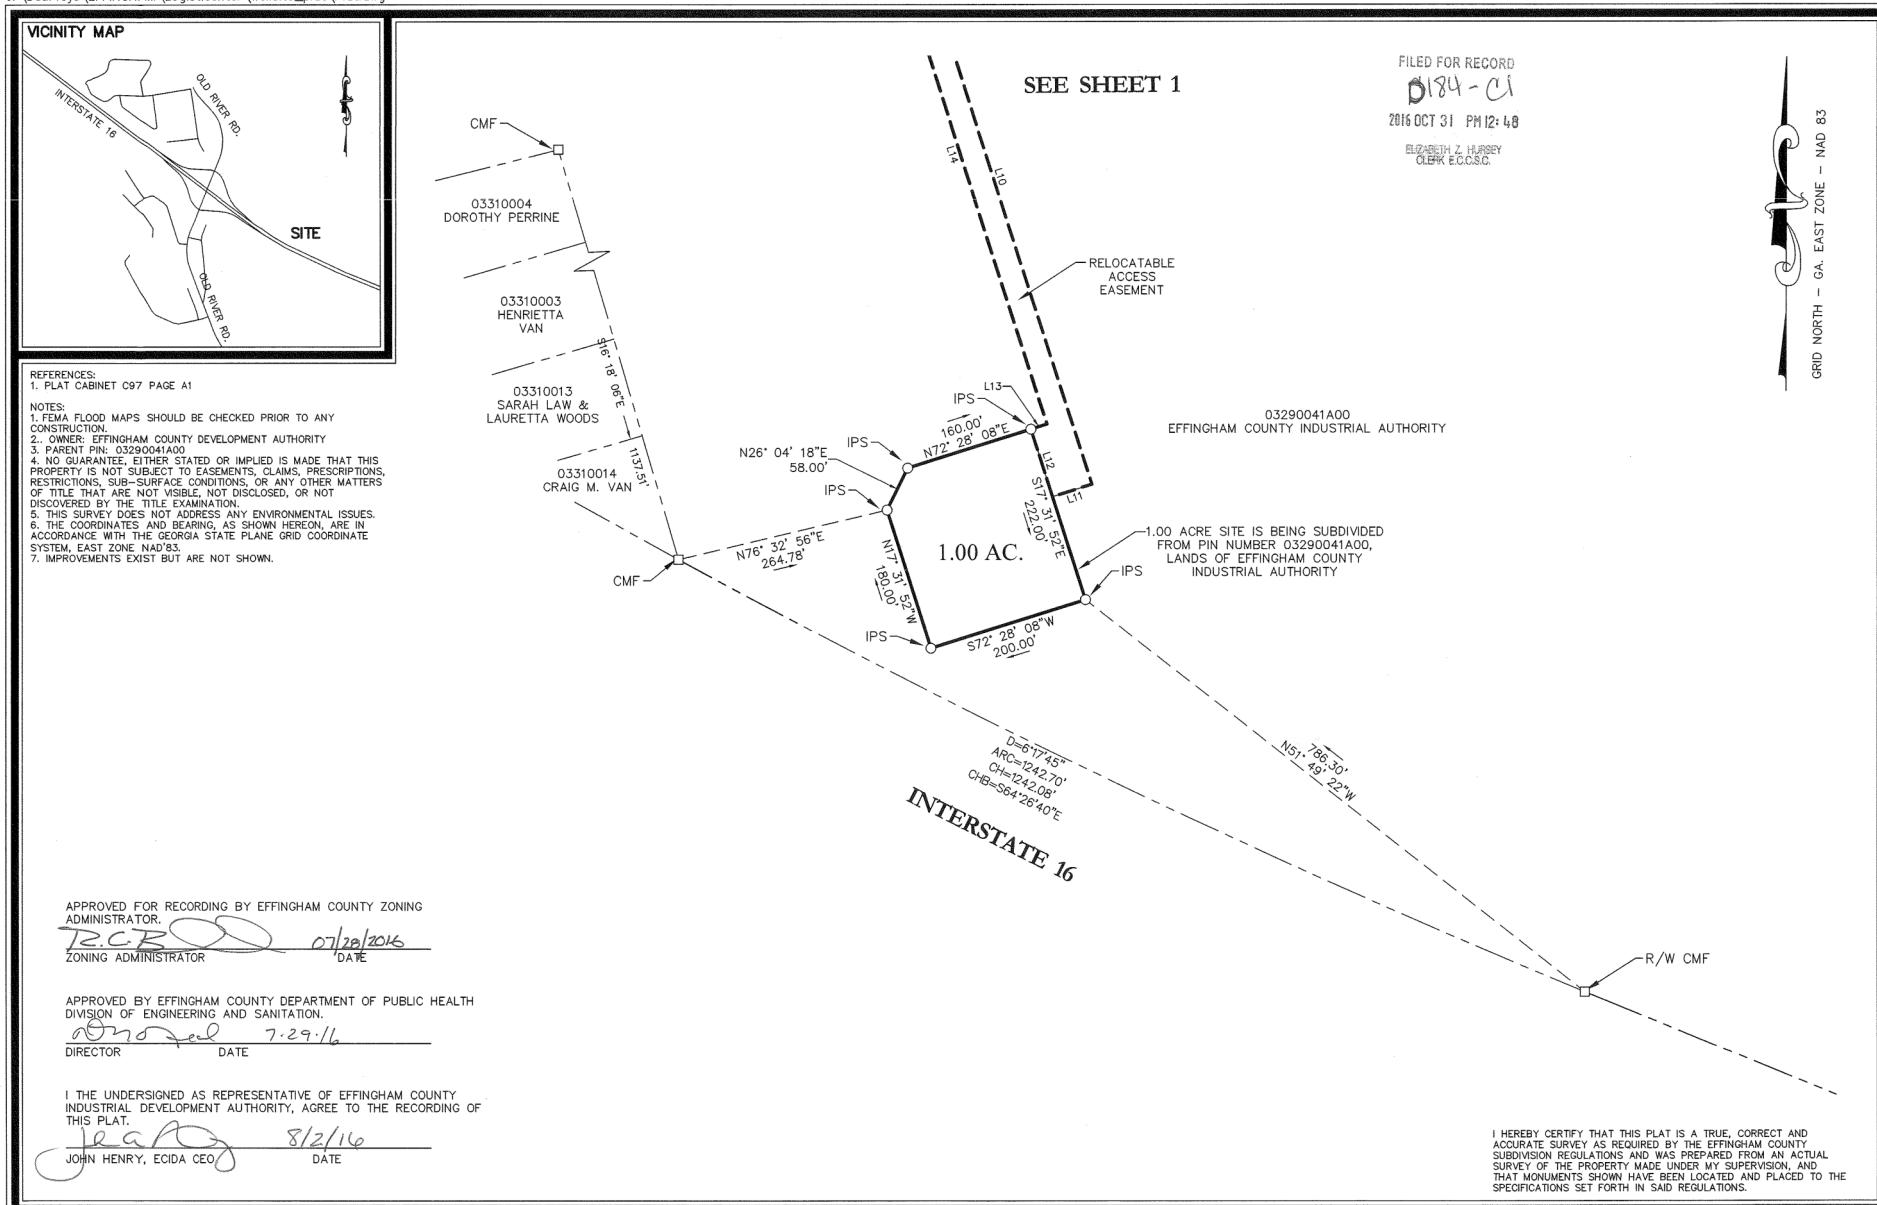 VICINITY MAP
INTERSTATE 16
OLD RIVER RD.
SITE
OLD RIVER RD.
REFERENCES:
1. PLAT CABINET C97 PAGE A1
NOTES:
1. FEMA FLOOD MAPS SHOULD BE CHECKED PRIOR TO ANY
CONSTRUCTION.
2.. OWNER: EFFINGHAM COUNTY DEVELOPMENT AUTHORITY
3. PARENT PIN: 03290041A00
4. NO GUARANTEE, EITHER STATED OR IMPLIED IS MADE THAT THIS
PROPERTY IS NOT SUBJECT TO EASEMENTS, CLAIMS, PRESCRIPTIONS,
RESTRICTIONS, SUB-SURFACE CONDITIONS, OR ANY OTHER MATTERS
OF TITLE THAT ARE NOT VISIBLE, NOT DISCLOSED, OR NOT
DISCOVERED BY THE TITLE EXAMINATION.
5. THIS SURVEY DOES NOT ADDRESS ANY ENVIRONMENTAL ISSUES.
6. THE COORDINATES AND BEARING, AS SHOWN HEREON, ARE IN
ACCORDANCE WITH THE GEORGIA STATE PLANE GRID COORDINATE
SYSTEM, EAST ZONE NAD'83.
7. IMPROVEMENTS EXIST BUT ARE NOT SHOWN.
CMF
03310004
DOROTHY PERRINE
03310003
HENRIETTA
VAN
03310013
SARAH LAW &
LAURETTA WOODS
03310014
CRAIG M. VAN
S16° 18' 06"E
1137.51'
CMF
N76° 32' 56"E
264.78'
SEE SHEET 1
FILED FOR RECORD
D184-C1
2016 OCT 31 PM 12: 48
ELIZABETH Z. HURSEY
CLERK E.C.C.S.C.
GRID NORTH - GA. EAST ZONE - NAD 83
L14
L10
RELOCATABLE
ACCESS
EASEMENT
L13
IPS
160.00'
N72° 28' 08"E
IPS
N26° 04' 18"E
58.00'
IPS
L12
L11
S17° 31' 52"E
222.00'
1.00 AC.
N17° 31' 52"W
180.00'
IPS
S72° 28' 08"W
200.00'
IPS
03290041A00
EFFINGHAM COUNTY INDUSTRIAL AUTHORITY
1.00 ACRE SITE IS BEING SUBDIVIDED
FROM PIN NUMBER 03290041A00,
LANDS OF EFFINGHAM COUNTY
INDUSTRIAL AUTHORITY
D=6°17'45"
ARC=1242.70'
CH=1242.08'
CHB=S64°26'40"E
INTERSTATE 16
786.30'
N51° 49' 22"W
R/W CMF
APPROVED FOR RECORDING BY EFFINGHAM COUNTY ZONING
ADMINISTRATOR.
07/28/2016
ZONING ADMINISTRATOR DATE
APPROVED BY EFFINGHAM COUNTY DEPARTMENT OF PUBLIC HEALTH
DIVISION OF ENGINEERING AND SANITATION.
7-29-16
DIRECTOR DATE
I THE UNDERSIGNED AS REPRESENTATIVE OF EFFINGHAM COUNTY
INDUSTRIAL DEVELOPMENT AUTHORITY, AGREE TO THE RECORDING OF
THIS PLAT.
8/2/16
JOHN HENRY, ECIDA CEO DATE
I HEREBY CERTIFY THAT THIS PLAT IS A TRUE, CORRECT AND
ACCURATE SURVEY AS REQUIRED BY THE EFFINGHAM COUNTY
SUBDIVISION REGULATIONS AND WAS PREPARED FROM AN ACTUAL
SURVEY OF THE PROPERTY MADE UNDER MY SUPERVISION, AND
THAT MONUMENTS SHOWN HAVE BEEN LOCATED AND PLACED TO THE
SPECIFICATIONS SET FORTH IN SAID REGULATIONS.